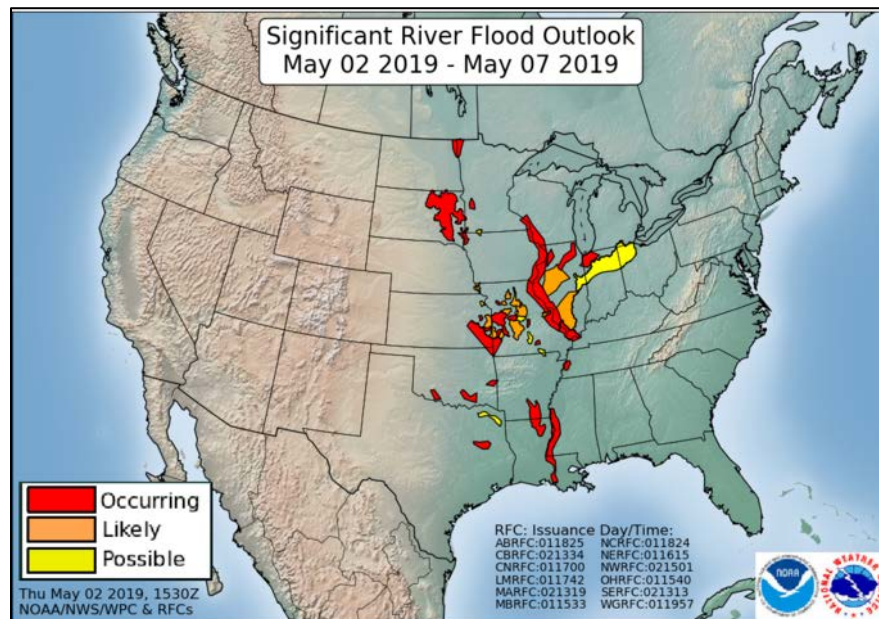 Significant River Flood Outlook
May 02 2019 - May 07 2019
Occurring
Likely
Possible
Thu May 02 2019, 1530Z
NOAA/NWS/WPC & RFCs
RFC: Issuance Day/Time:
ABRFC:011825 NCRFC:011824
CBRFC:021334 NERFC:011615
CNRFC:011700 NWRFC:021501
LMRFC:011742 OHRFC:011540
MARFC:021319 SERFC:021313
MBRFC:011533 WGRFC:011957
NOAA
NATIONAL WEATHER